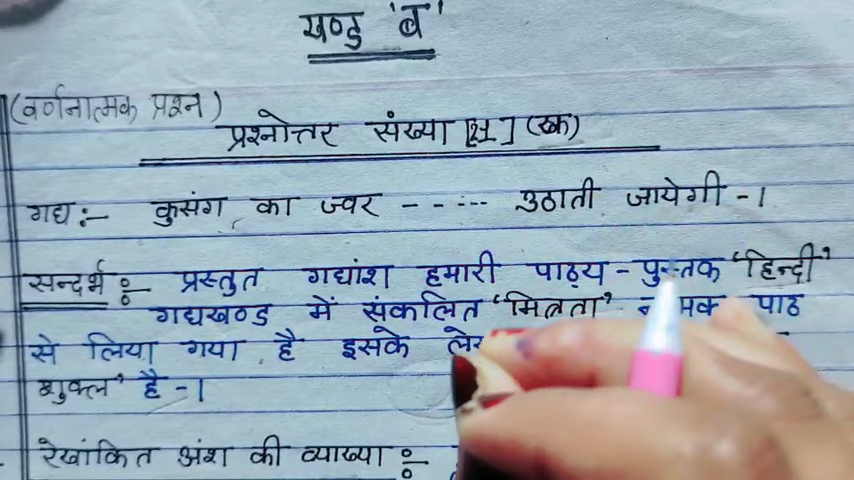 खण्ड 'ब'
(वर्णनात्मक प्रश्न)
प्रश्नोत्तर संख्या [21] (क)
गद्य :- कुसंग का ज्वर ------ उठाती जायेगी -।
सन्दर्भ :- प्रस्तुत गद्यांश हमारी पाठ्य - पुस्तक 'हिन्दी'
गद्यखण्ड में संकलित 'मित्रता' नामक पाठ
से लिया गया है इसके
शुक्ल' है -।
रेखांकित अंश की व्याख्या :-